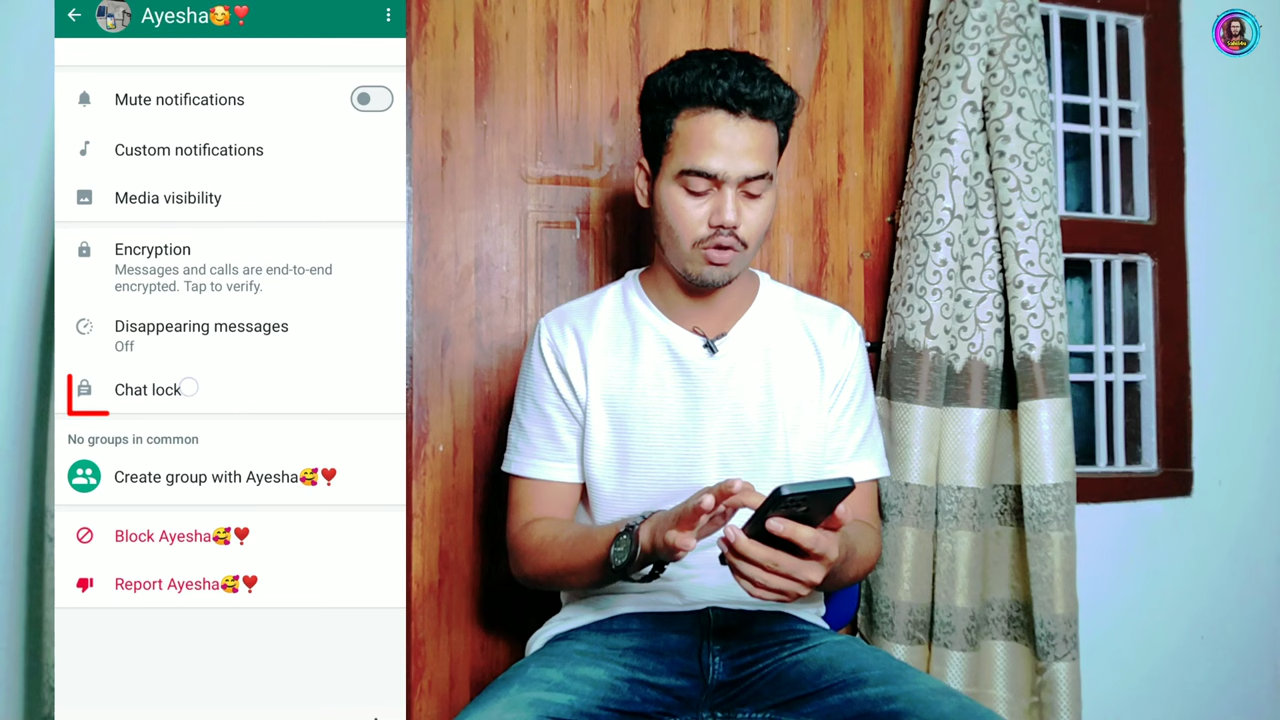 Ayesha🥰❣️
Mute notifications
Custom notifications
Media visibility
Encryption
Messages and calls are end-to-end
encrypted. Tap to verify.
Disappearing messages
Off
Chat lock
No groups in common
Create group with Ayesha🥰❣️
Block Ayesha🥰❣️
Report Ayesha🥰❣️